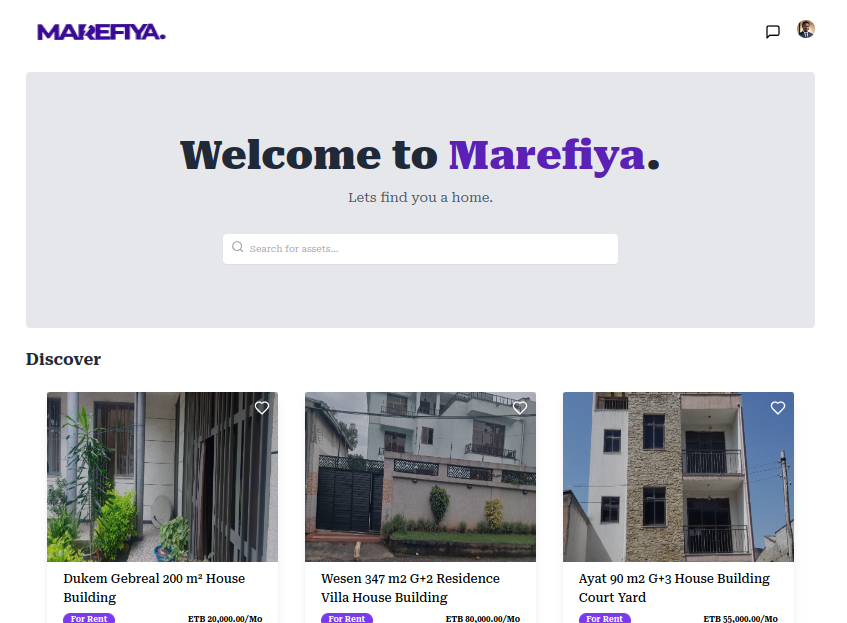 MAREFIYA.
Welcome to Marefiya.
Lets find you a home.
Search for assets...
Discover
Dukem Gebreal 200 m² House
Building
For Rent
ETB 20,000.00/Mo
Wesen 347 m2 G+2 Residence
Villa House Building
For Rent
ETB 80,000.00/Mo
Ayat 90 m2 G+3 House Building
Court Yard
For Rent
ETB 55,000.00/Mo